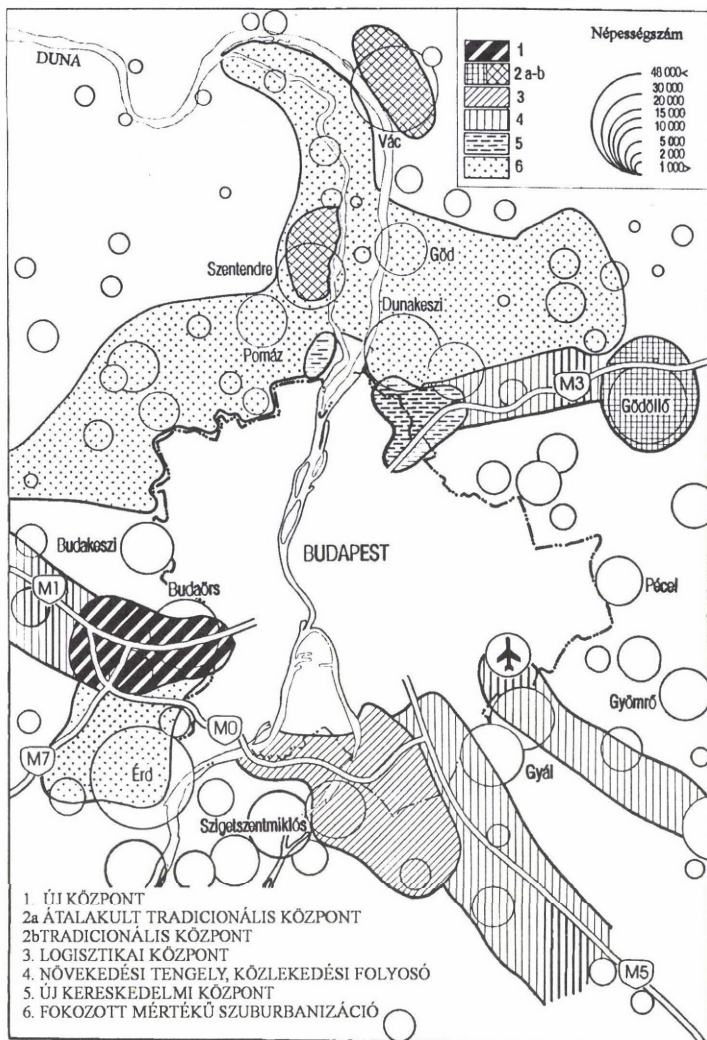 DUNA
Vác
Szentendre
Göd
Dunakeszi
Pomáz
M3
Gödöllő
Budakeszi
BUDAPEST
M1
Budaörs
Pécel
Gyömrő
M0
M7
Érd
Gyál
Szigetszentmiklós
M5
1
2 a-b
3
4
5
6
Népességszám
48 000<
30 000
20 000
15 000
10 000
5 000
2 000
1 000>
1. ÚJ KÖZPONT
2a ÁTALAKULT TRADICIONÁLIS KÖZPONT
2bTRADICIONÁLIS KÖZPONT
3. LOGISZTIKAI KÖZPONT
4. NÖVEKEDÉSI TENGELY, KÖZLEKEDÉSI FOLYOSÓ
5. ÚJ KERESKEDELMI KÖZPONT
6. FOKOZOTT MÉRTÉKŰ SZUBURBANIZÁCIÓ